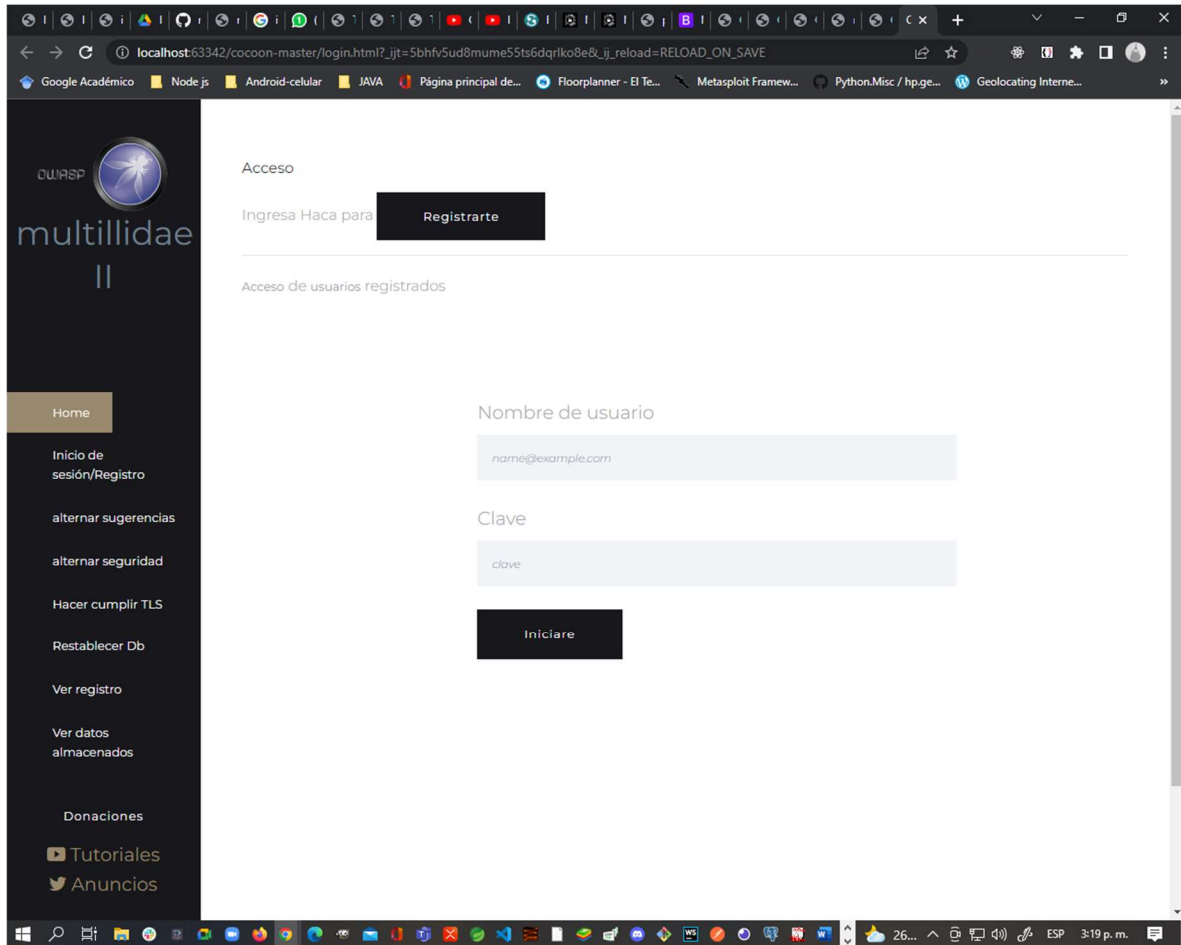 localhost:63342/cocoon-master/login.html?_ijt=5bhfv5ud8mume55ts6dqrlko8e&_ij_reload=RELOAD_ON_SAVE
Google Académico Node js Android-celular JAVA Página principal de... Floorplanner - El Te... Metasploit Framew... Python.Misc / hp.ge... Geolocating Interne... »
OWASP
multillidae
II
Home
Inicio de
sesión/Registro
alternar sugerencias
alternar seguridad
Hacer cumplir TLS
Restablecer Db
Ver registro
Ver datos
almacenados
Donaciones
Tutoriales
Anuncios
Acceso
Ingresa Haca para Registrarte
Acceso de usuarios registrados
Nombre de usuario
name@example.com
Clave
clave
Iniciare
26... ESP 3:19 p. m.